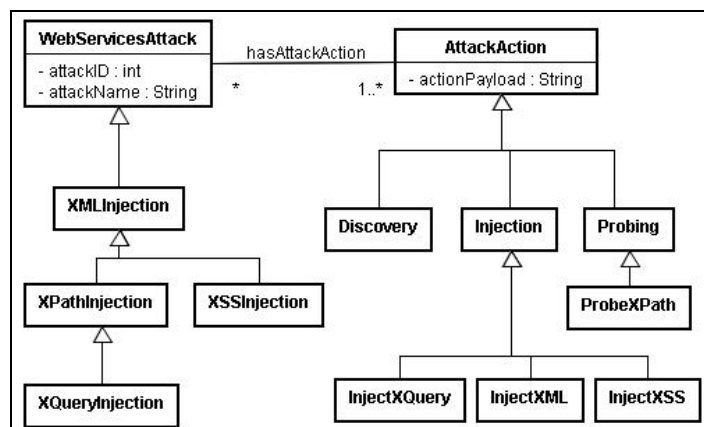 WebServicesAttack
- attackID : int
- attackName : String
hasAttackAction
*
1..*
AttackAction
- actionPayload : String
XMLInjection
Discovery
Injection
Probing
XPathInjection
XSSInjection
ProbeXPath
XQueryInjection
InjectXQuery
InjectXML
InjectXSS